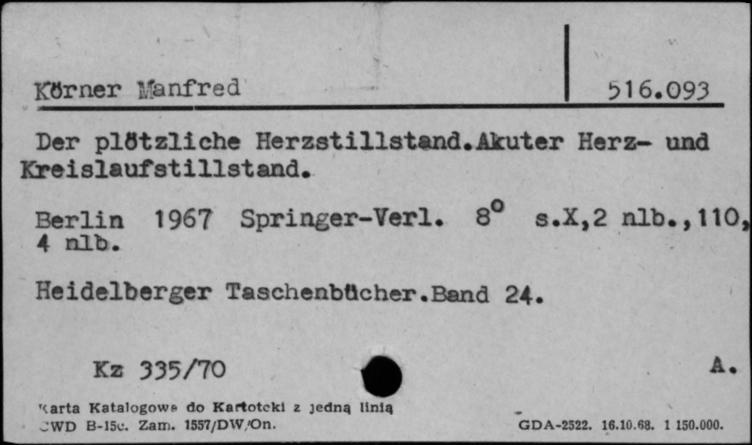 Körner Manfred 516.093
Der plötzliche Herzstillstand.Akuter Herz- und
Kreislaufstillstand.
Berlin 1967 Springer-Verl. 8° s.X,2 nlb.,110,
4 nlb.
Heidelberger Taschenbücher.Band 24.
Kz 335/70 A.
Karta Katalogowa do Kartoteki z jedną linią
CWD B-15c. Zam. 1557/DW/On. GDA-2522. 16.10.68. 1 150.000.